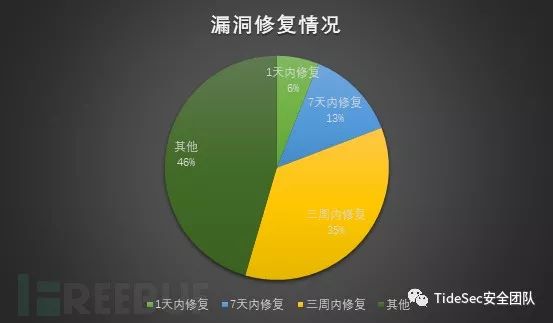 漏洞修复情况
1天内修复
6%
7天内修复
13%
其他
46%
三周内修复
35%
FREEBUF
1天内修复 7天内修复 三周内修复 其他
TideSec安全团队